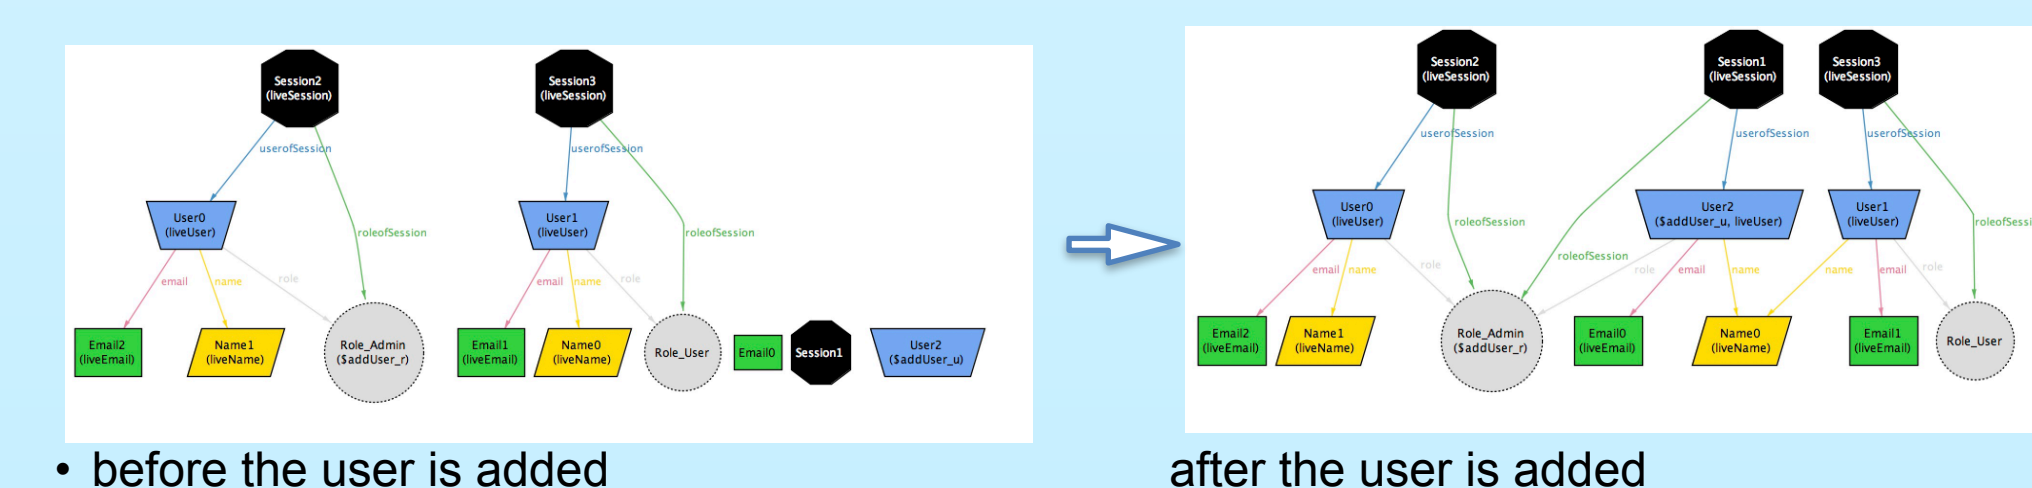 Session2
(liveSession)
Session3
(liveSession)
userofSession
userofSession
User0
(liveUser)
User1
(liveUser)
roleofSession
roleofSession
email
name
role
email
name
role
Email2
(liveEmail)
Name1
(liveName)
Role_Admin
($addUser_r)
Email1
(liveEmail)
Name0
(liveName)
Role_User
Email0
Session1
User2
($addUser_u)
• before the user is added
Session2
(liveSession)
Session1
(liveSession)
Session3
(liveSession)
userofSession
userofSession
userofSession
User0
(liveUser)
User2
($addUser_u, liveUser)
User1
(liveUser)
roleofSession
roleofSessi
roleofSession
email
name
role
role
email
name
name
email
role
Email2
(liveEmail)
Name1
(liveName)
Role_Admin
($addUser_r)
Email0
(liveEmail)
Name0
(liveName)
Email1
(liveEmail)
Role_User
after the user is added